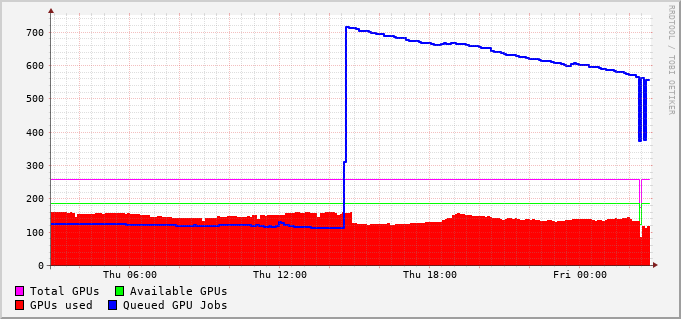 700
600
500
400
300
200
100
0
Thu 06:00 Thu 12:00 Thu 18:00 Fri 00:00
Total GPUs Available GPUs
GPUs used Queued GPU Jobs
RRDTOOL / TOBI OETIKER